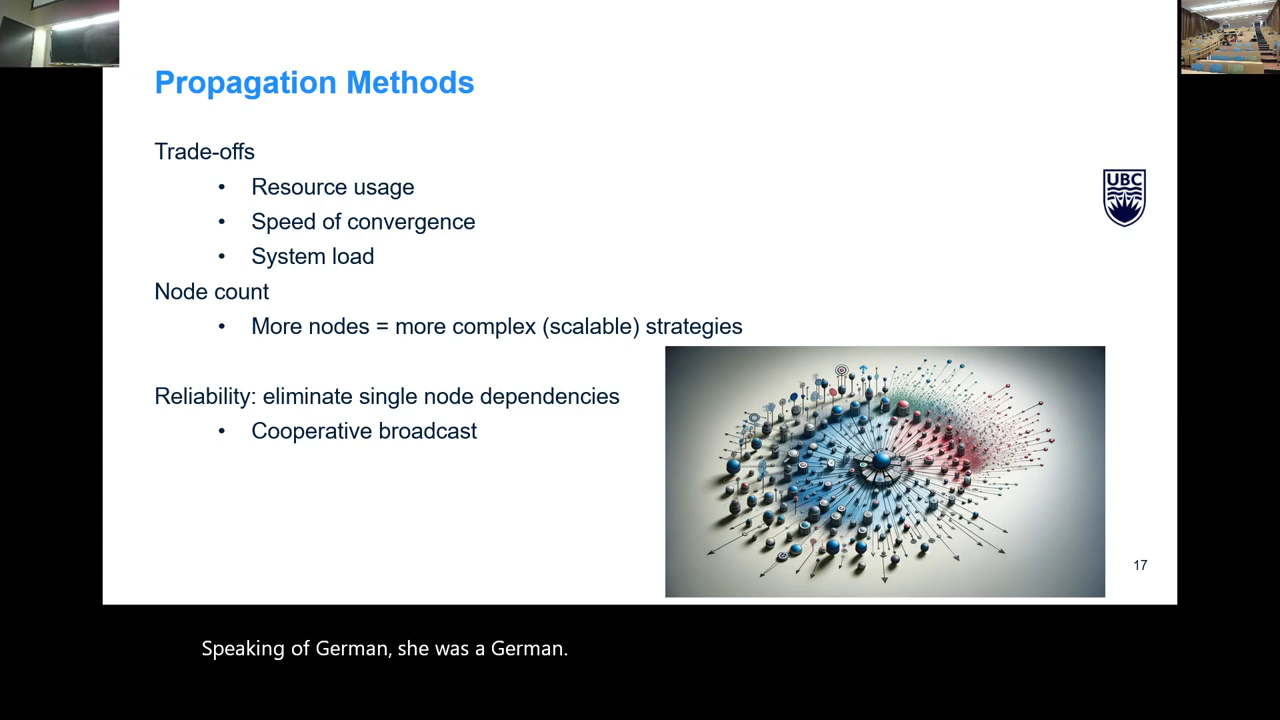 Propagation Methods
Trade-offs
• Resource usage
• Speed of convergence
• System load
UBC
Node count
• More nodes = more complex (scalable) strategies
Reliability: eliminate single node dependencies
• Cooperative broadcast
17
Speaking of German, she was a German.